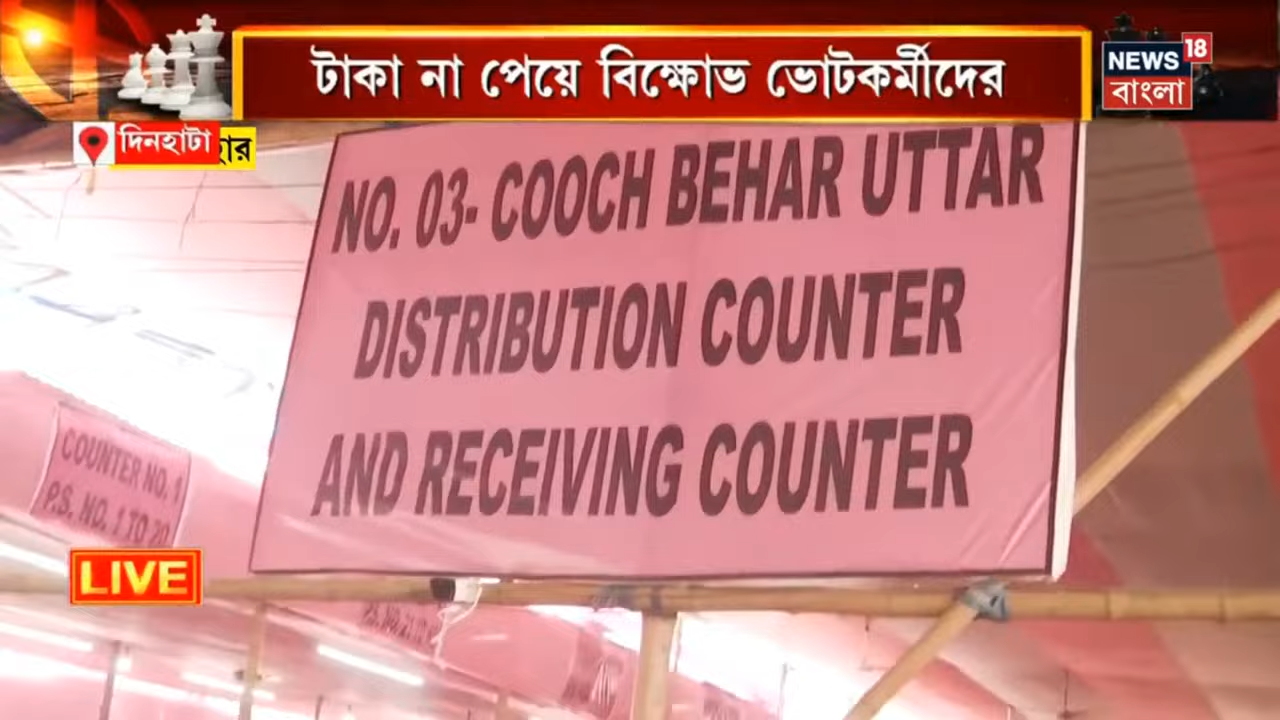 টাকা না পেয়ে বিক্ষোভ ভোটকর্মীদের
NEWS 18
বাংলা
দিনহাটা
NO. 03- COOCH BEHAR UTTAR
DISTRIBUTION COUNTER
AND RECEIVING COUNTER
COUNTER NO. 1
P.S. NO. 1 TO 20
LIVE